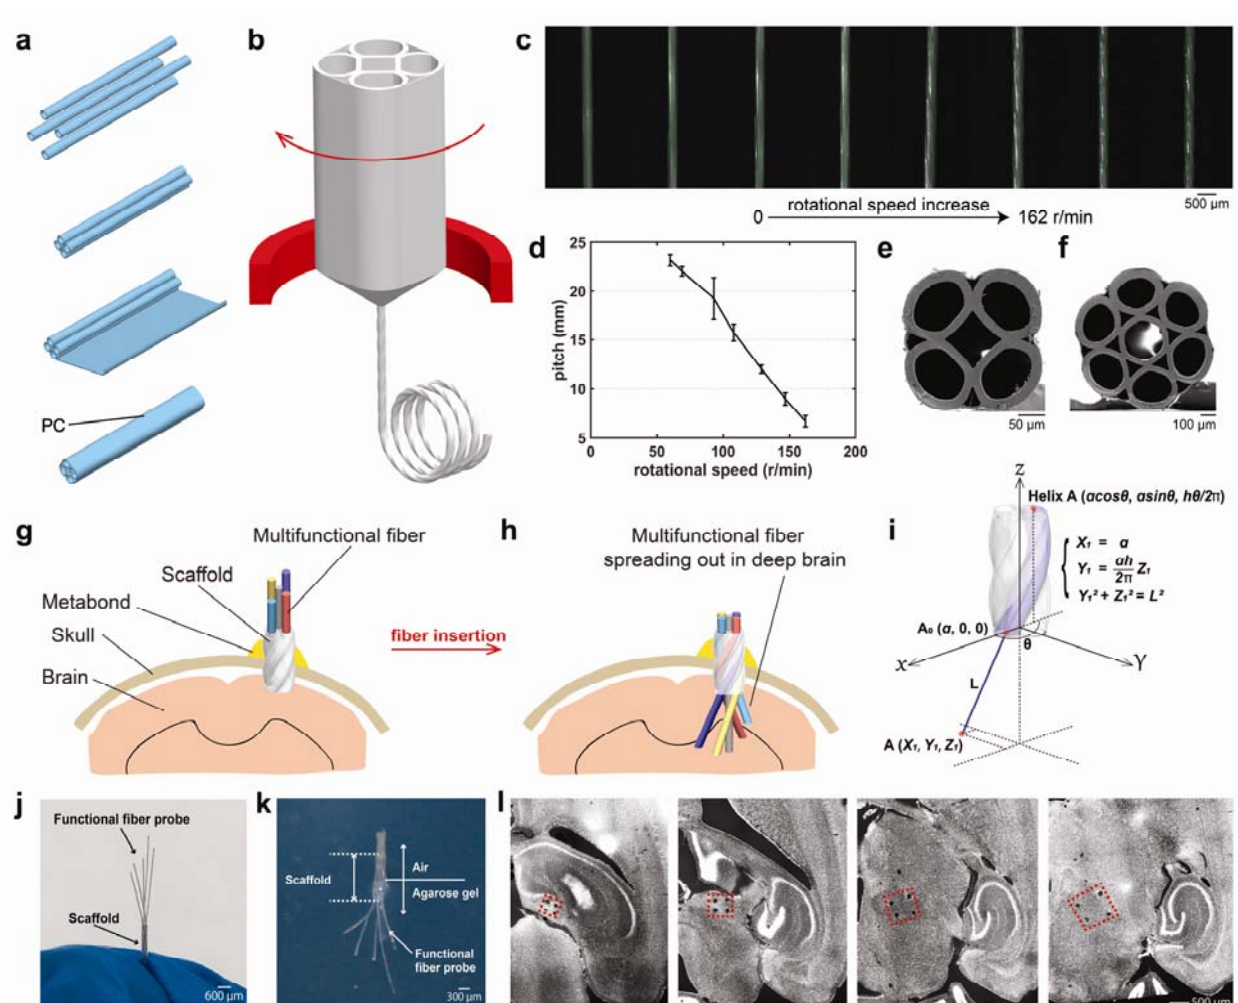 a
b
c
PC
500 μm
0 rotational speed increase 162 r/min
d
25
20
15
10
5
pitch (mm)
0
50
100
150
200
rotational speed (r/min)
e
50 μm
f
100 μm
g
Multifunctional fiber
Scaffold
Metabond
Skull
Brain
fiber insertion
h
Multifunctional fiber
spreading out in deep brain
i
Z
Helix A (αcosθ, αsinθ, hθ/2π)
X₁ = α
Y₁ = αh/2π Z₁
Y₁² + Z₁² = L²
A₀ (α, 0, 0)
θ
X
Y
L
A (X₁, Y₁, Z₁)
j
Functional fiber probe
Scaffold
600 μm
k
Scaffold
Air
Agarose gel
Functional
fiber probe
300 μm
l
500 μm